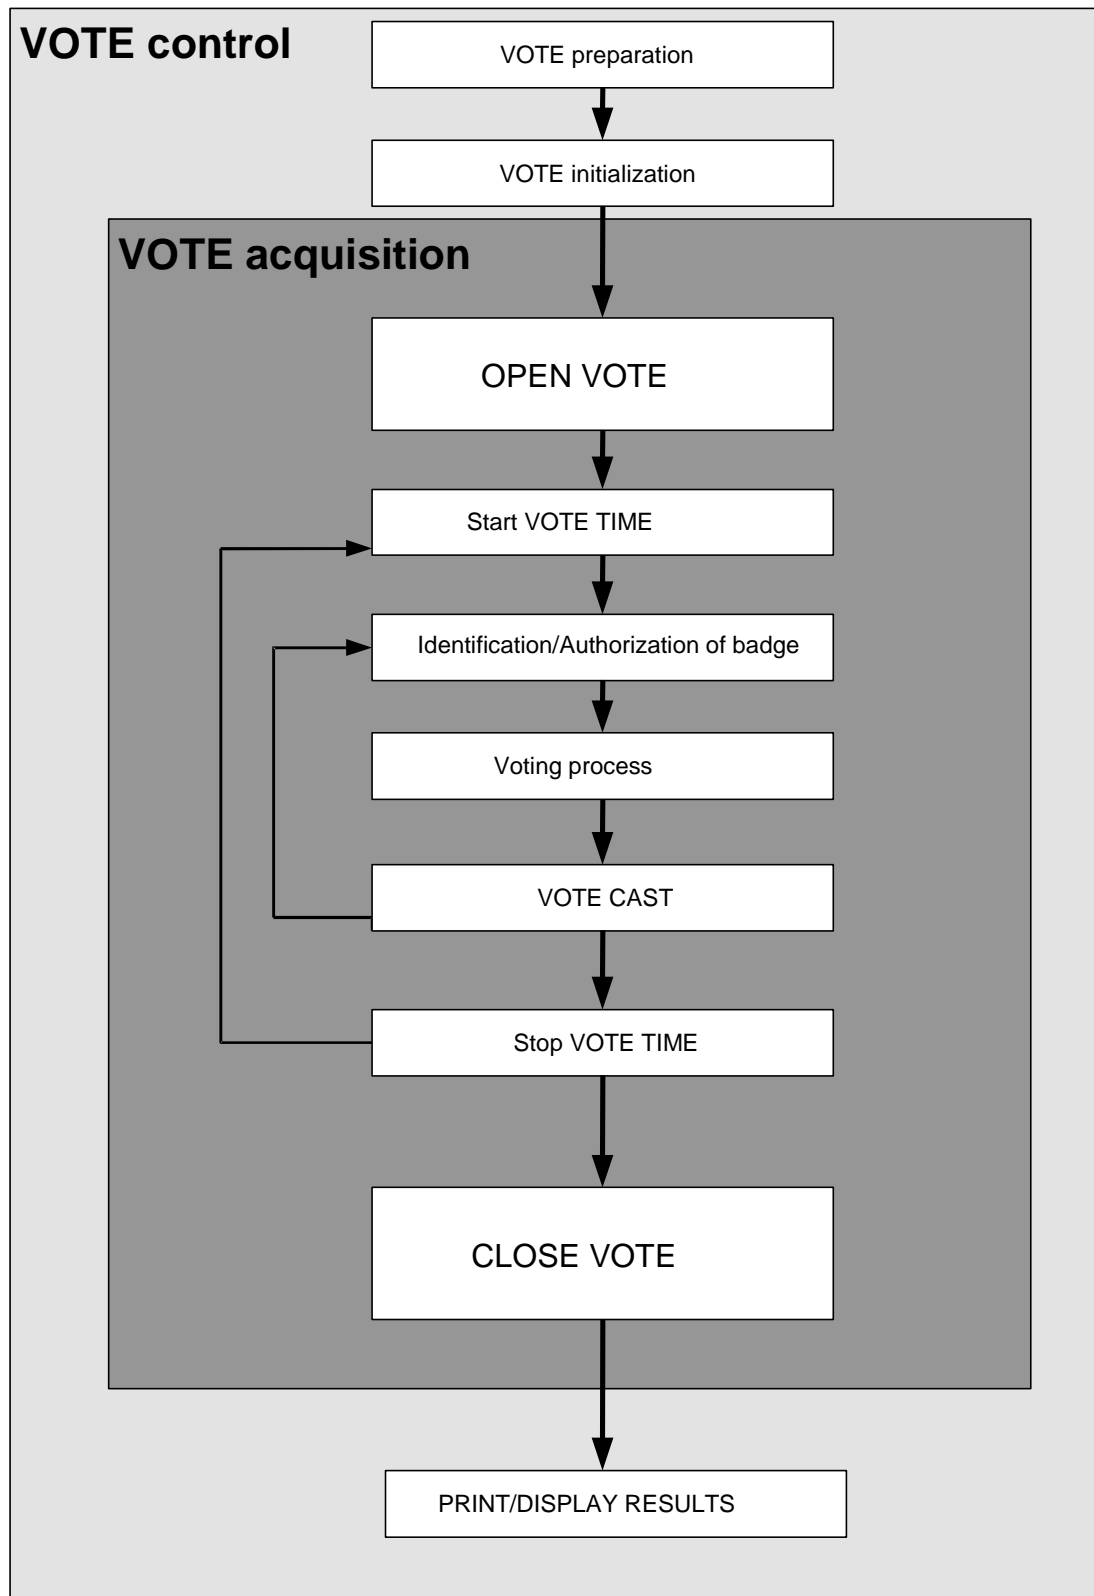 VOTE control
VOTE preparation
VOTE initialization
VOTE acquisition
OPEN VOTE
Start VOTE TIME
Identification/Authorization of badge
Voting process
VOTE CAST
Stop VOTE TIME
CLOSE VOTE
PRINT/DISPLAY RESULTS